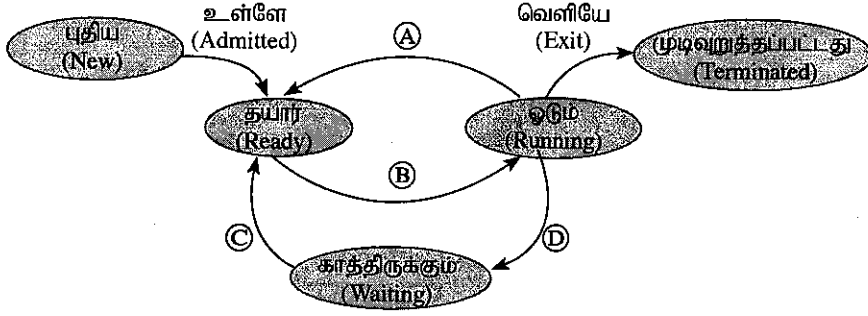 புதிய
(New)
உள்ளே
(Admitted)
A
வெளியே
(Exit)
முடிவுறுத்தப்பட்டது
(Terminated)
தயார்
(Ready)
ஓடும்
(Running)
B
C
D
காத்திருக்கும்
(Waiting)